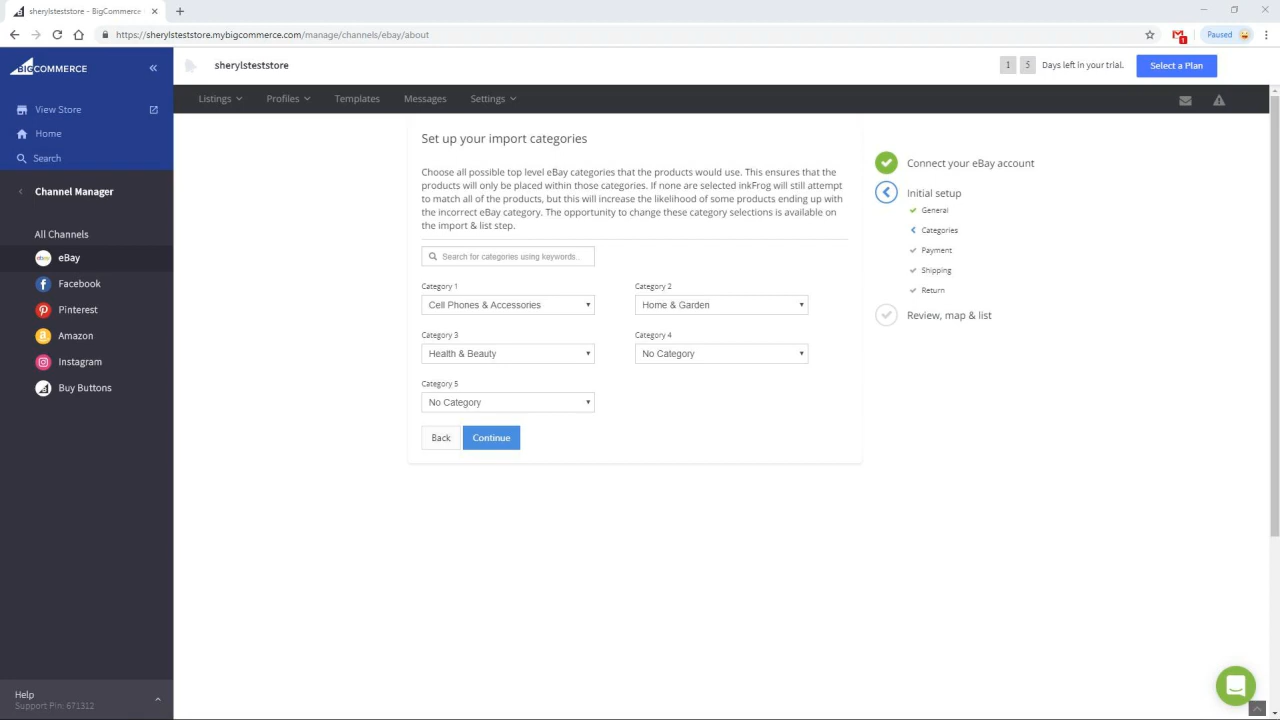 sherylsteststore - BigCommerce
https://sherylsteststore.mybigcommerce.com/manage/channels/ebay/about
1
Paused
BIGCOMMERCE
sherylsteststore
1 5 Days left in your trial.
Select a Plan
View Store
Home
Search
Channel Manager
All Channels
ebay eBay
Facebook
Pinterest
Amazon
Instagram
Buy Buttons
Help
Support Pin: 671312
Listings Profiles Templates Messages Settings
Set up your import categories
Choose all possible top level eBay categories that the products would use. This ensures that the
products will only be placed within those categories. If none are selected inkFrog will still attempt
to match all of the products, but this will increase the likelihood of some products ending up with
the incorrect eBay category. The opportunity to change these category selections is available on
the import & list step.
Search for categories using keywords..
Category 1 Category 2
Cell Phones & Accessories Home & Garden
Category 3 Category 4
Health & Beauty No Category
Category 5
No Category
Back Continue
Connect your eBay account
Initial setup
General
Categories
Payment
Shipping
Return
Review, map & list